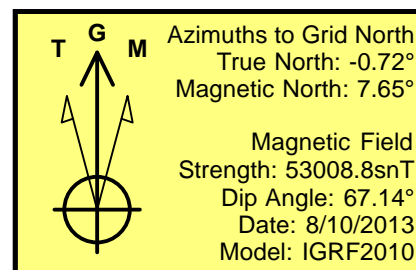 T G M
Azimuths to Grid North
True North: -0.72°
Magnetic North: 7.65°
Magnetic Field
Strength: 53008.8snT
Dip Angle: 67.14°
Date: 8/10/2013
Model: IGRF2010